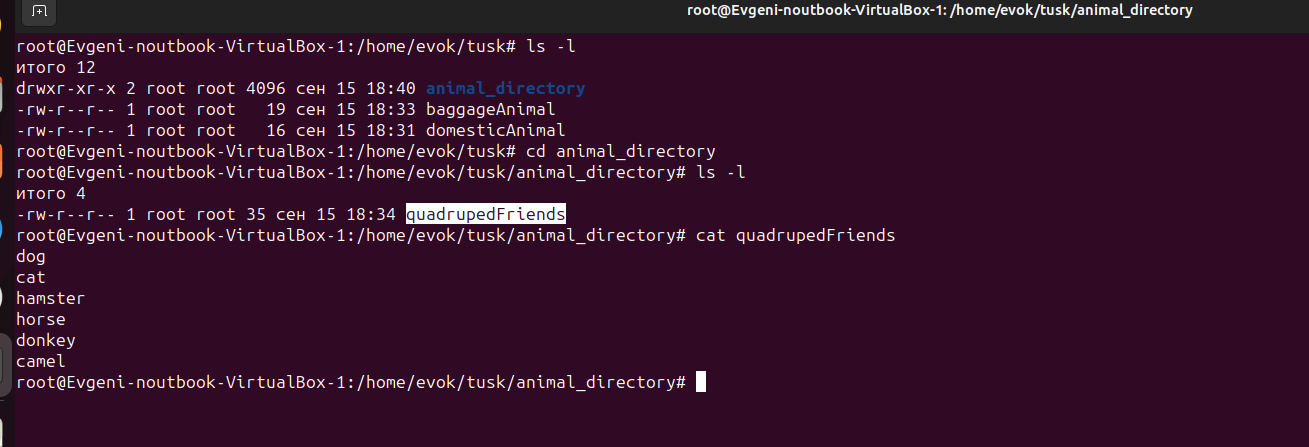 root@Evgeni-noutbook-VirtualBox-1: /home/evok/tusk/animal_directory
root@Evgeni-noutbook-VirtualBox-1:/home/evok/tusk# ls -l
итого 12
drwxr-xr-x 2 root root 4096 сен 15 18:40 animal_directory
-rw-r--r-- 1 root root   19 сен 15 18:33 baggageAnimal
-rw-r--r-- 1 root root   16 сен 15 18:31 domesticAnimal
root@Evgeni-noutbook-VirtualBox-1:/home/evok/tusk# cd animal_directory
root@Evgeni-noutbook-VirtualBox-1:/home/evok/tusk/animal_directory# ls -l
итого 4
-rw-r--r-- 1 root root 35 сен 15 18:34 quadrupedFriends
root@Evgeni-noutbook-VirtualBox-1:/home/evok/tusk/animal_directory# cat quadrupedFriends
dog
cat
hamster
horse
donkey
camel
root@Evgeni-noutbook-VirtualBox-1:/home/evok/tusk/animal_directory#